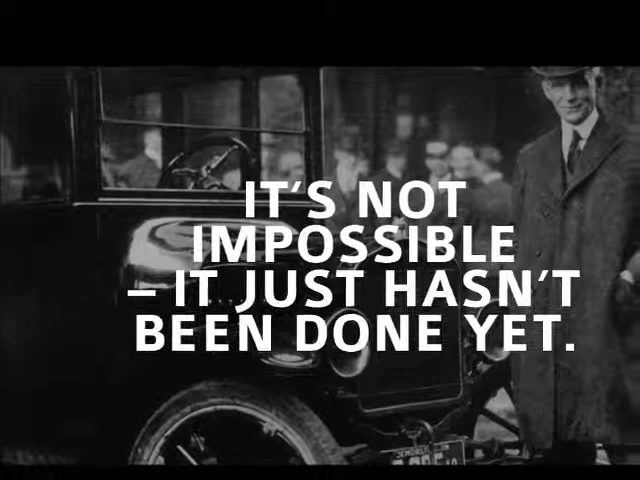 IT'S NOT
IMPOSSIBLE
– IT JUST HASN'T
BEEN DONE YET.